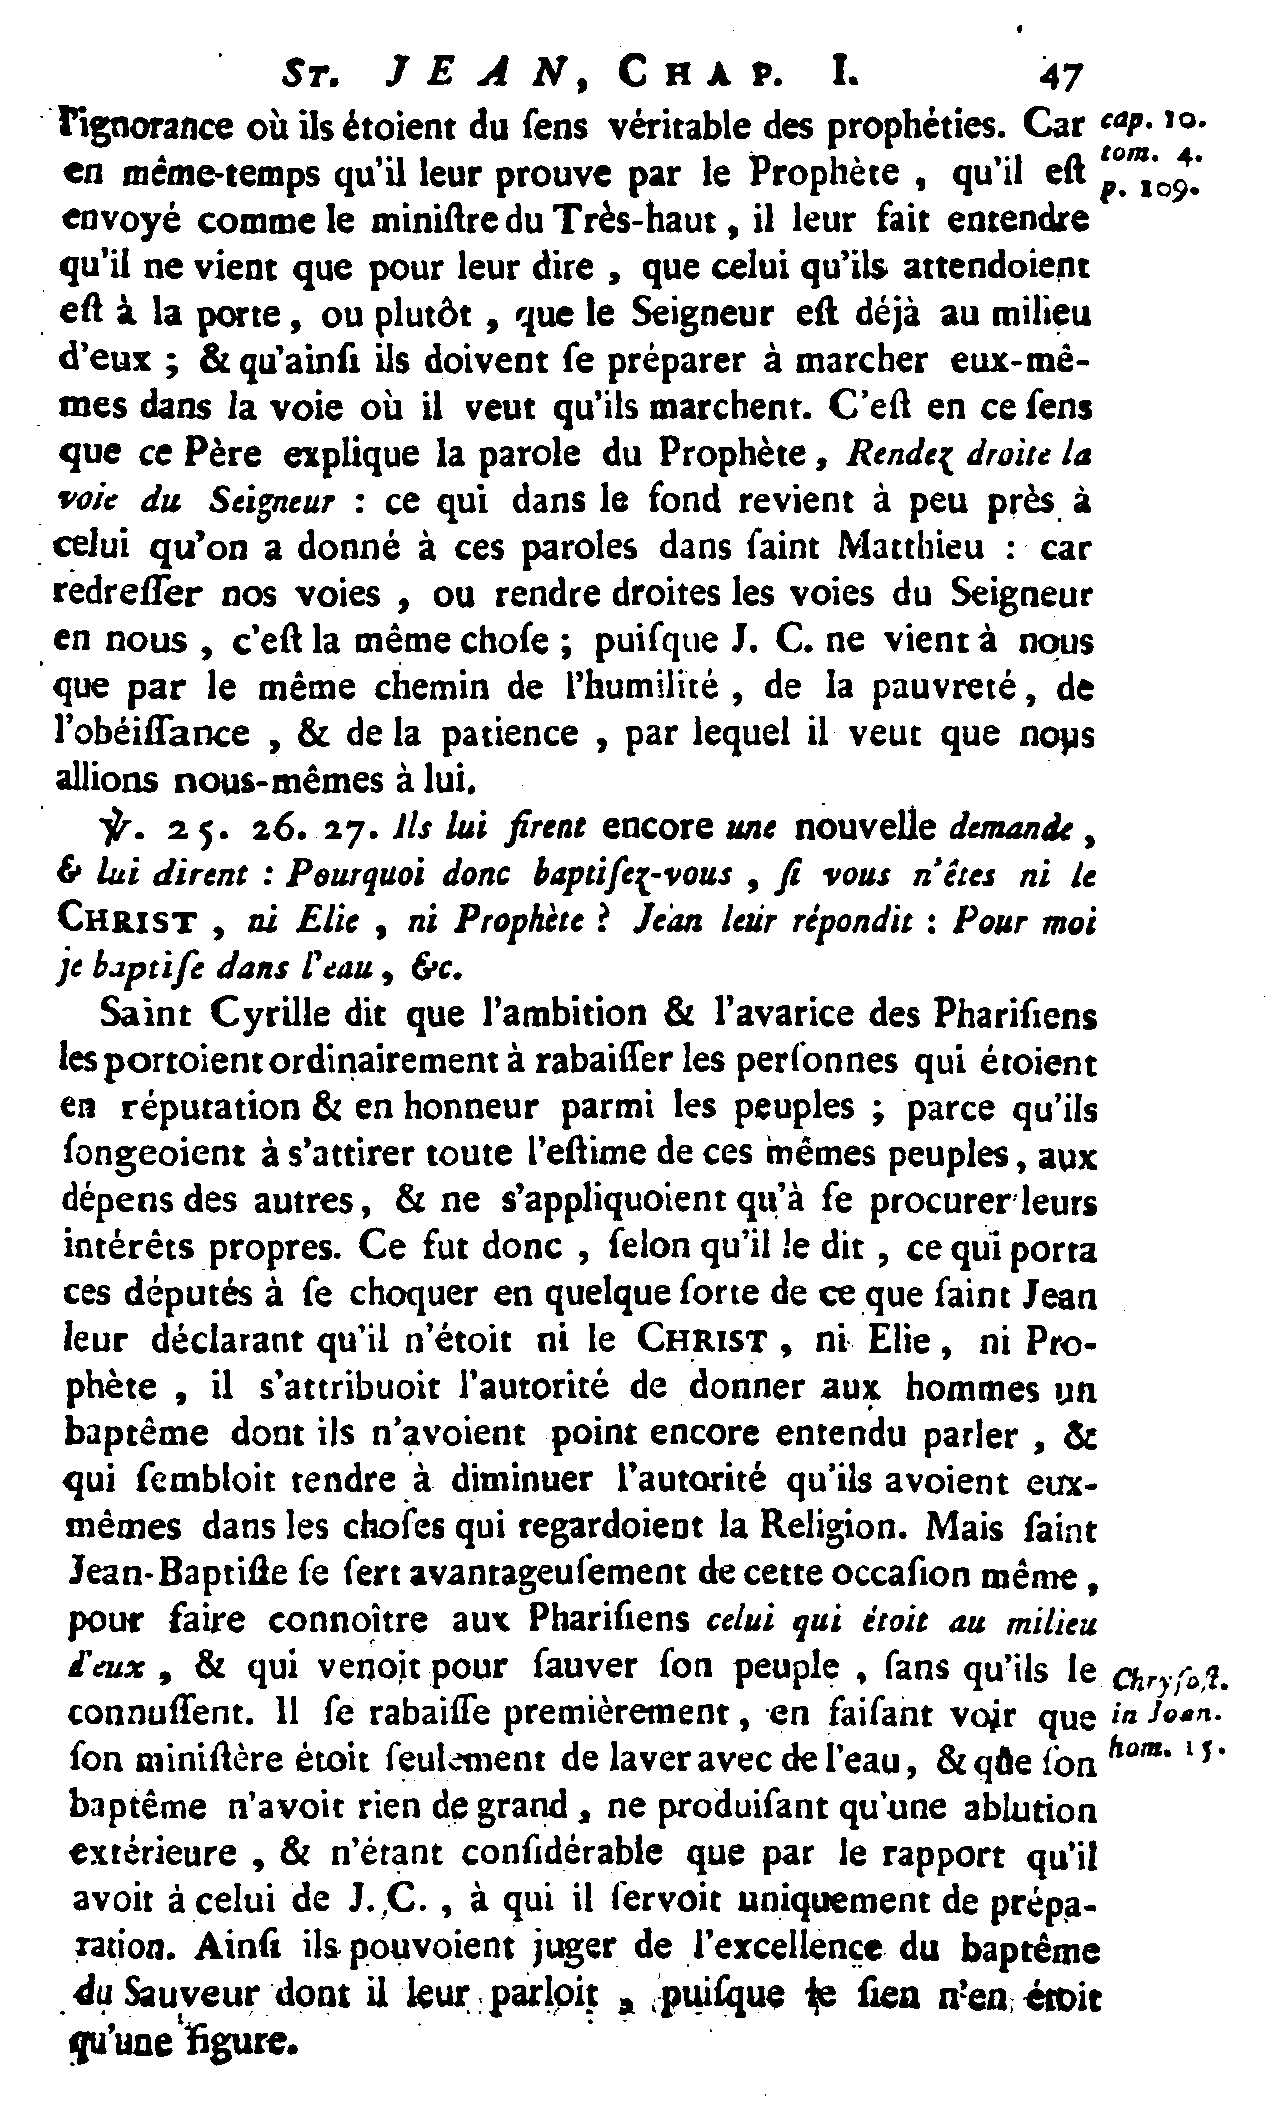 ST. JEAN, CHAP. I. 47
l'ignorance où ils étoient du ſens véritable des prophéties. Car
cap. 10.
en même-temps qu'il leur prouve par le Prophète , qu'il eſt
tom. 4.
p. 109.
envoyé comme le miniſtre du Très-haut , il leur fait entendre
qu'il ne vient que pour leur dire , que celui qu'ils attendoient
eſt à la porte , ou plutôt , que le Seigneur eſt déjà au milieu
d'eux ; & qu'ainſi ils doivent ſe préparer à marcher eux-mê-
mes dans la voie où il veut qu'ils marchent. C'eſt en ce ſens
que ce Père explique la parole du Prophète , Rendez droite la
voie du Seigneur : ce qui dans le fond revient à peu près à
celui qu'on a donné à ces paroles dans ſaint Matthieu : car
redreſſer nos voies , ou rendre droites les voies du Seigneur
en nous , c'eſt la même choſe ; puiſque J. C. ne vient à nous
que par le même chemin de l'humilité , de la pauvreté , de
l'obéiſſance , & de la patience , par lequel il veut que nous
allions nous-mêmes à lui.
℣. 25. 26. 27. Ils lui firent encore une nouvelle demande ,
& lui dirent : Pourquoi donc baptiſez-vous , ſi vous n'êtes ni le
CHRIST , ni Elie , ni Prophète ? Jean leur répondit : Pour moi
je baptiſe dans l'eau , &c.
Saint Cyrille dit que l'ambition & l'avarice des Phariſiens
les portoient ordinairement à rabaiſſer les perſonnes qui étoient
en réputation & en honneur parmi les peuples ; parce qu'ils
ſongeoient à s'attirer toute l'eſtime de ces mêmes peuples , aux
dépens des autres , & ne s'appliquoient qu'à ſe procurer leurs
intérêts propres. Ce fut donc , ſelon qu'il le dit , ce qui porta
ces députés à ſe choquer en quelque ſorte de ce que ſaint Jean
leur déclarant qu'il n'étoit ni le CHRIST , ni Elie , ni Pro-
phète , il s'attribuoit l'autorité de donner aux hommes un
baptême dont ils n'avoient point encore entendu parler , &
qui ſembloit tendre à diminuer l'autorité qu'ils avoient eux-
mêmes dans les choſes qui regardoient la Religion. Mais ſaint
Jean-Baptiſte ſe ſert avantageuſement de cette occaſion même ,
pour faire connoître aux Phariſiens celui qui étoit au milieu
d'eux , & qui venoit pour ſauver ſon peuple , ſans qu'ils le
Chryſoſt.
connuſſent. Il ſe rabaiſſe premièrement , en faiſant voir que
in Joan.
ſon miniſtère étoit ſeulement de laver avec de l'eau , & que ſon
hom. 15.
baptême n'avoit rien de grand , ne produiſant qu'une ablution
extérieure , & n'étant conſidérable que par le rapport qu'il
avoit à celui de J. C. , à qui il ſervoit uniquement de prépa-
ration. Ainſi ils pouvoient juger de l'excellence du baptême
du Sauveur dont il leur parloit , puiſque le ſien n'en étoit
qu'une figure.